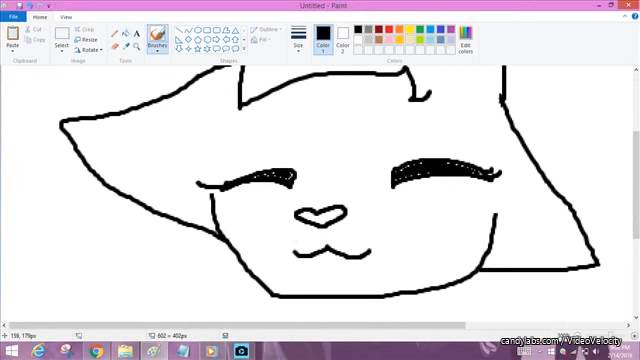 Untitled - Paint
File
Home
View
Paste
Cut
Copy
Clipboard
Select
Crop
Resize
Rotate
Image
Tools
Brushes
Outline
Fill
Shapes
Size
Color 1
Color 2
Colors
Edit colors
159, 179px
602 × 402px
100%
candylabs.com / VideoVelocity